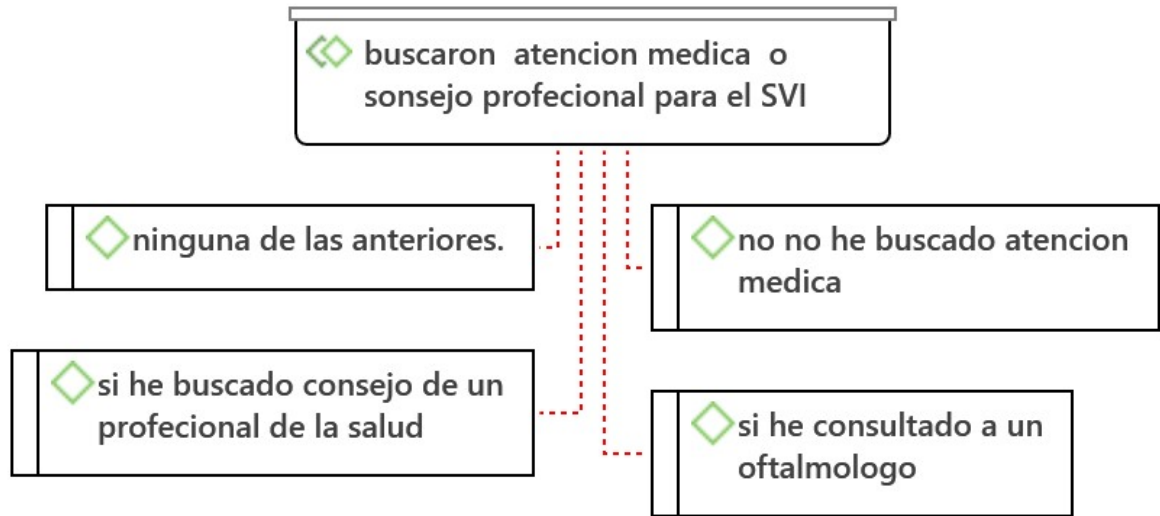 buscaron atencion medica o
sonsejo profecional para el SVI
ninguna de las anteriores.
no no he buscado atencion
medica
si he buscado consejo de un
profecional de la salud
si he consultado a un
oftalmologo